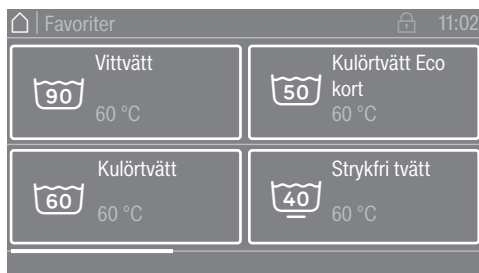 Favoriter 11:02
Vittvätt
90
60 °C
Kulörtvätt Eco
kort
50
60 °C
Kulörtvätt
60
60 °C
Strykfri tvätt
40
60 °C